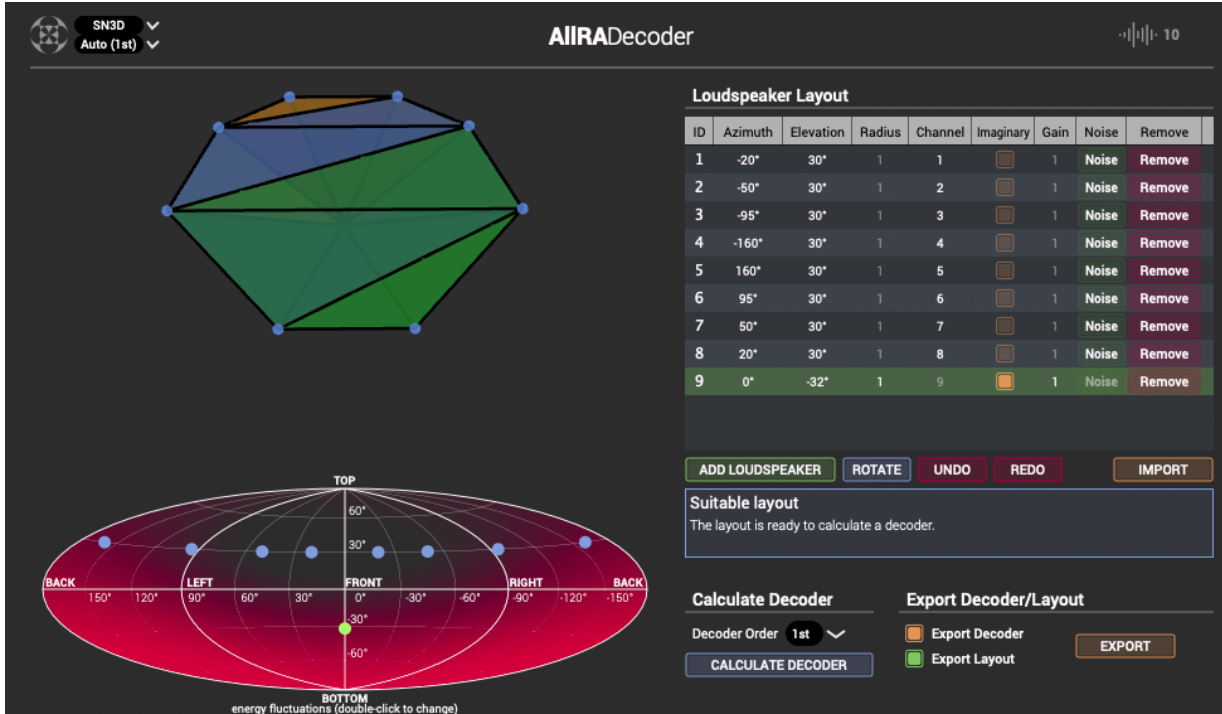 SN3D
Auto (1st)
AllRADecoder
10
Loudspeaker Layout
ID Azimuth Elevation Radius Channel Imaginary Gain Noise Remove
1 -20° 30° 1 1 1 Noise Remove
2 -50° 30° 1 2 1 Noise Remove
3 -95° 30° 1 3 1 Noise Remove
4 -160° 30° 1 4 1 Noise Remove
5 160° 30° 1 5 1 Noise Remove
6 95° 30° 1 6 1 Noise Remove
7 50° 30° 1 7 1 Noise Remove
8 20° 30° 1 8 1 Noise Remove
9 0° -32° 1 9 1 Noise Remove
ADD LOUDSPEAKER ROTATE UNDO REDO IMPORT
Suitable layout
The layout is ready to calculate a decoder.
TOP
60°
30°
BACK LEFT FRONT RIGHT BACK
150° 120° 90° 60° 30° 0° -30° -60° -90° -120° -150°
-30°
-60°
BOTTOM
energy fluctuations (double-click to change)
Calculate Decoder
Decoder Order 1st
CALCULATE DECODER
Export Decoder/Layout
Export Decoder
Export Layout
EXPORT